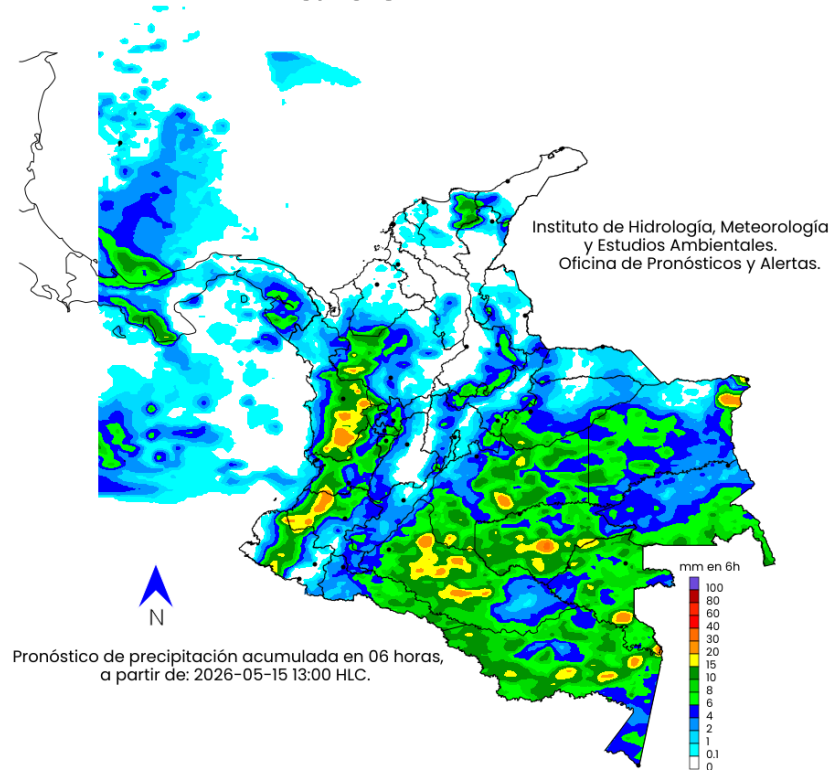 Instituto de Hidrología, Meteorología
y Estudios Ambientales.
Oficina de Pronósticos y Alertas.
mm en 6h
100
80
60
40
30
20
15
10
8
6
4
2
1
0.1
0
N
Pronóstico de precipitación acumulada en 06 horas,
a partir de: 2026-05-15 13:00 HLC.